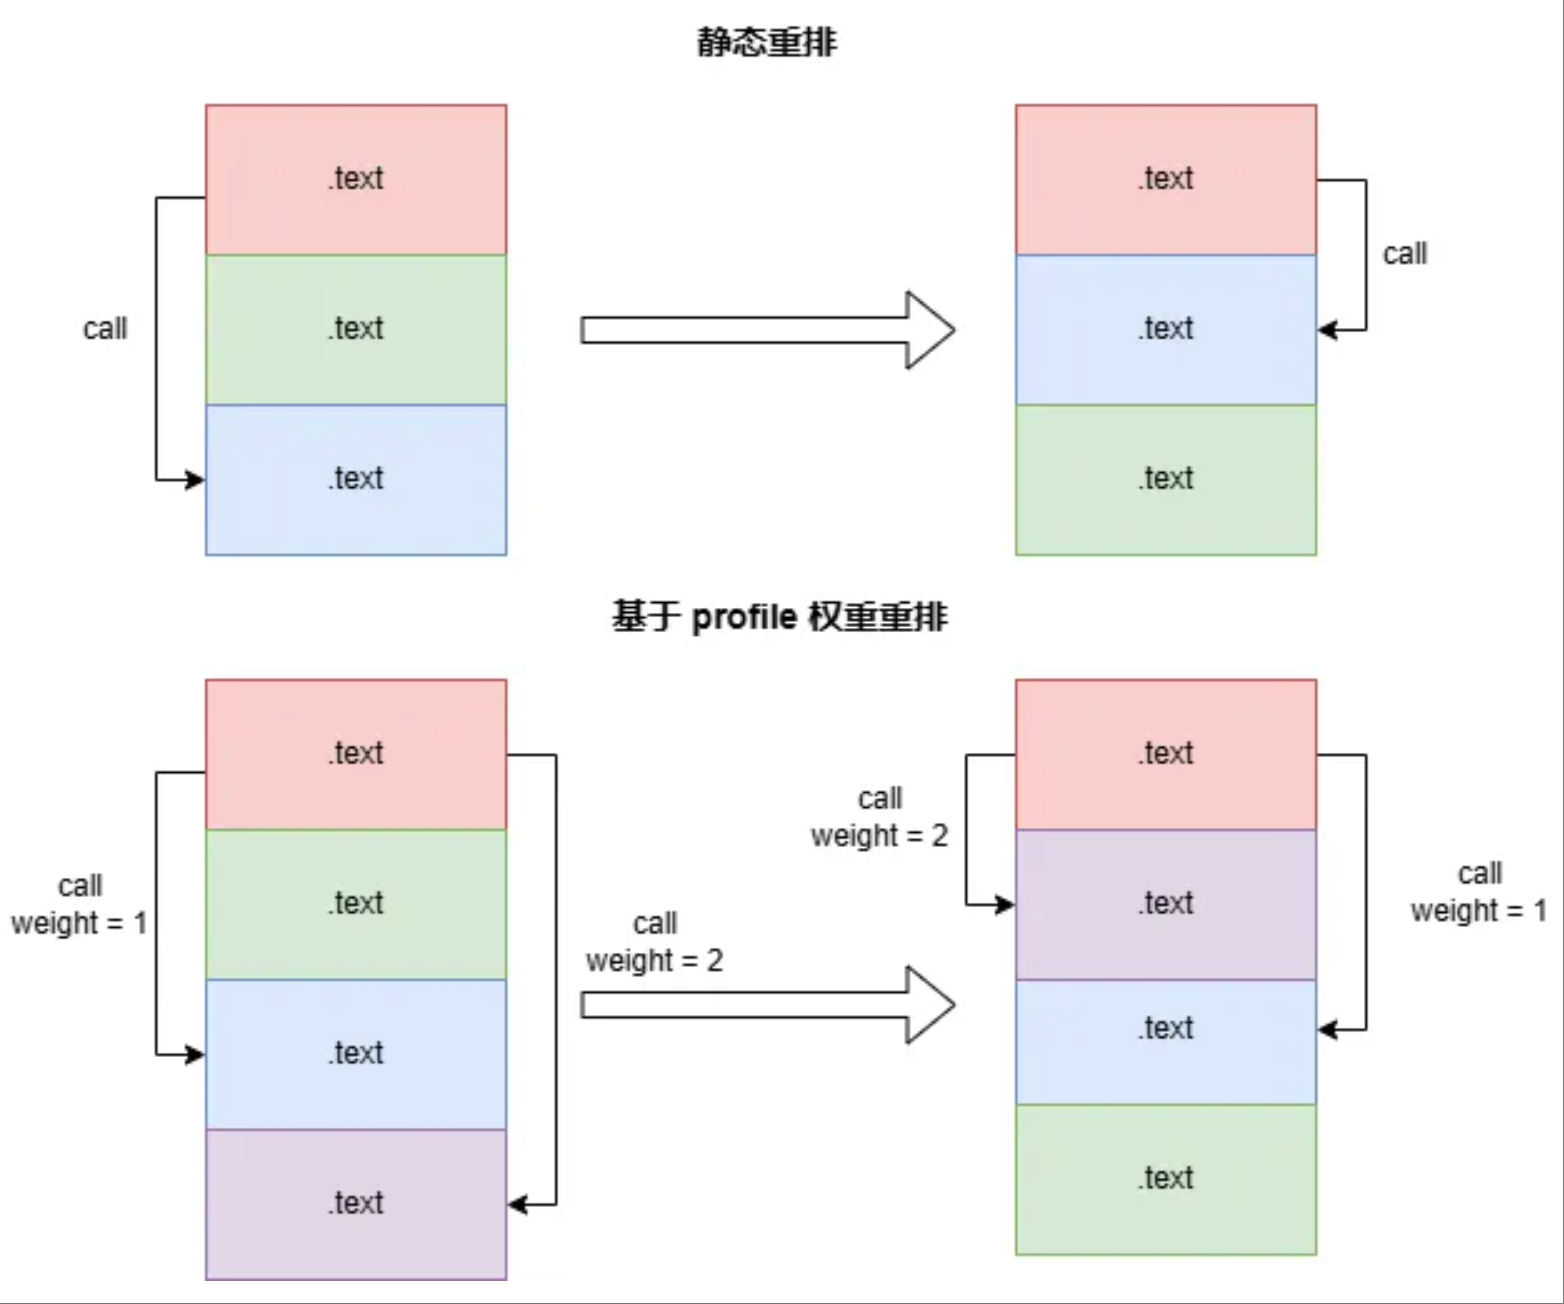 静态重排
.text
.text
call
call
.text
.text
.text
.text
基于 profile 权重重排
.text
.text
call
weight = 2
call
weight = 1
call
weight = 1
.text
.text
call
weight = 2
.text
.text
.text
.text